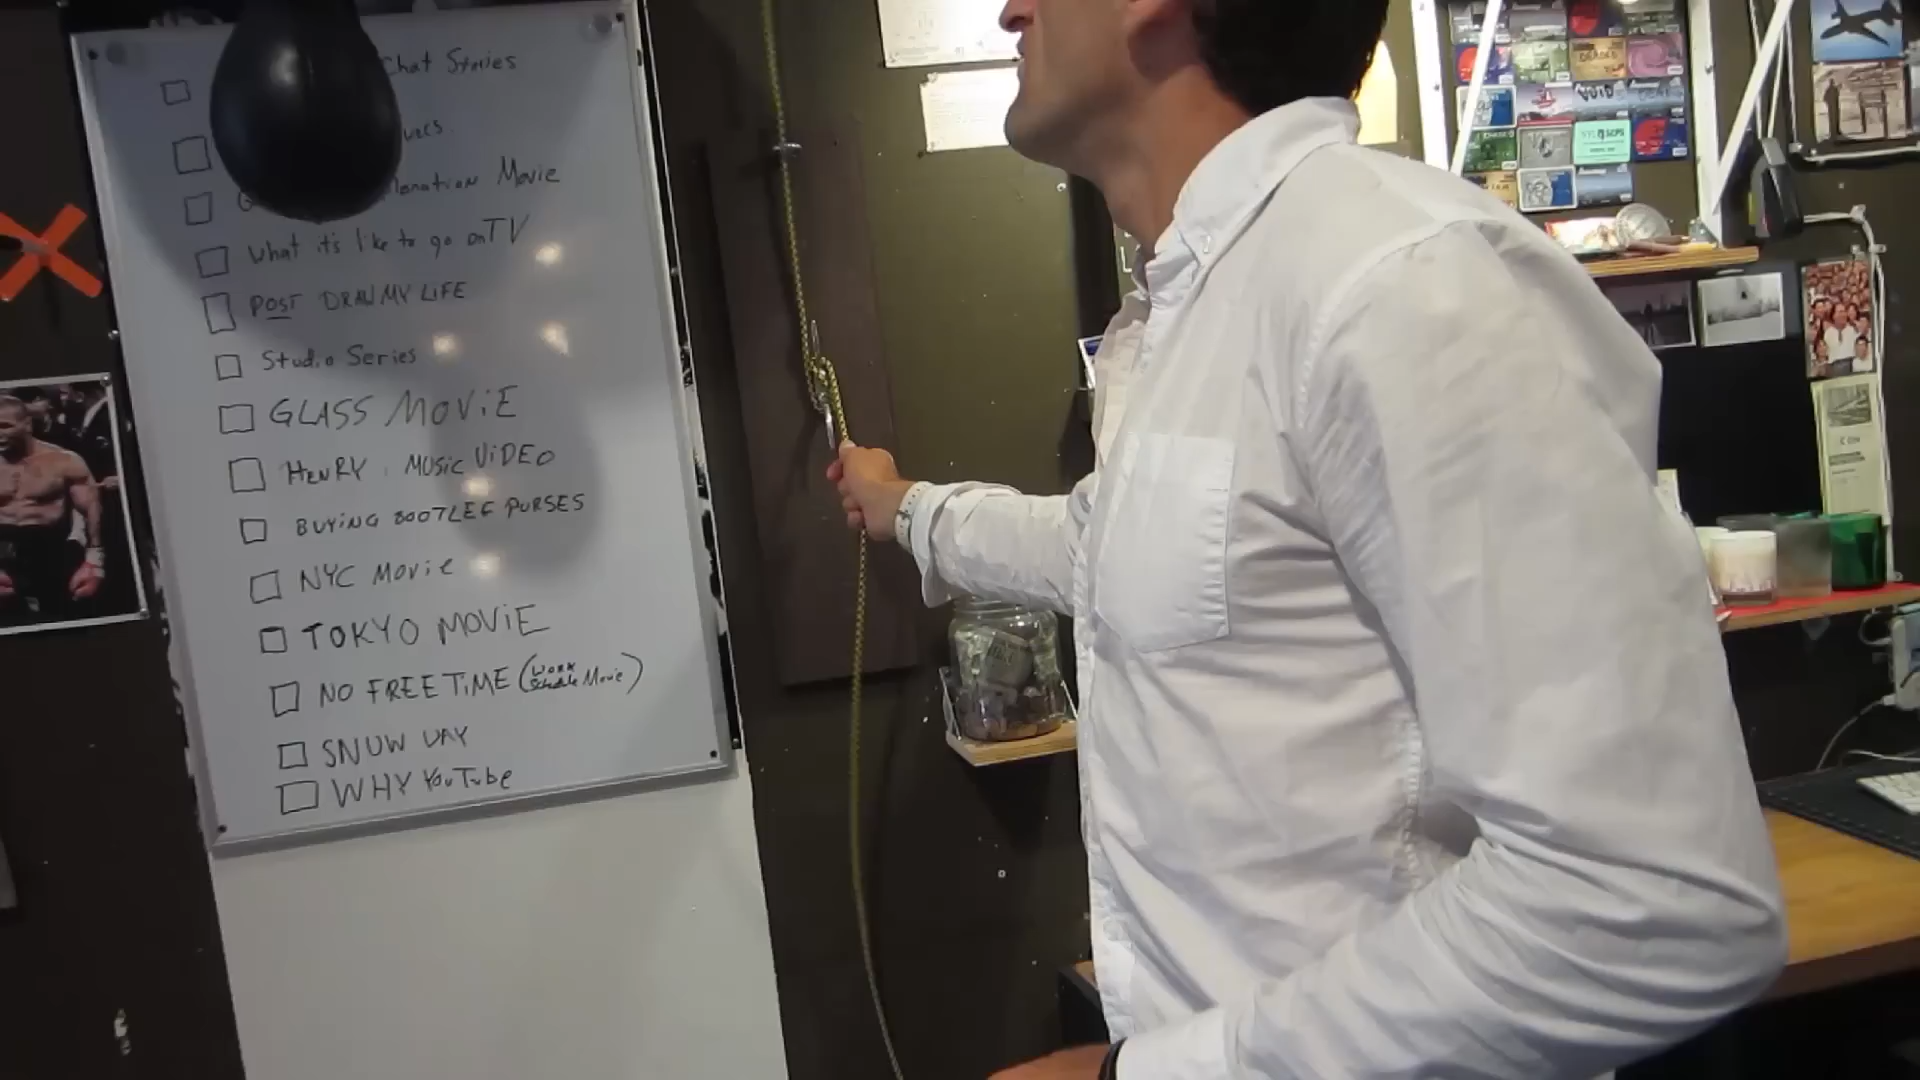 Chat Stories
Movie
What it's like to go on TV
POST DRAW MY LIFE
Studio Series
GLASS MOViE
HENRY. MUSIC ViDEO
BUYiNG BOOTLEG PURSES
NYC Movie
TOKYO MOViE
NO FREE TiME (WORK Schedule Movie)
SNOW DAY
WHY YouTube